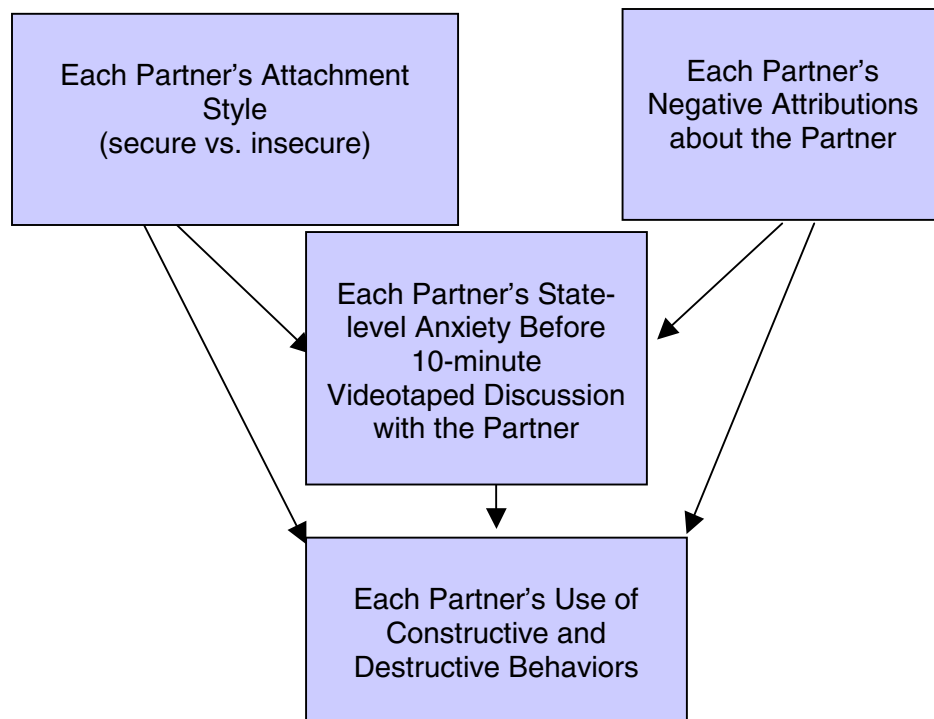 Each Partner's Attachment
Style
(secure vs. insecure)
Each Partner's
Negative Attributions
about the Partner
Each Partner's State-
level Anxiety Before
10-minute
Videotaped Discussion
with the Partner
Each Partner's Use of
Constructive and
Destructive Behaviors